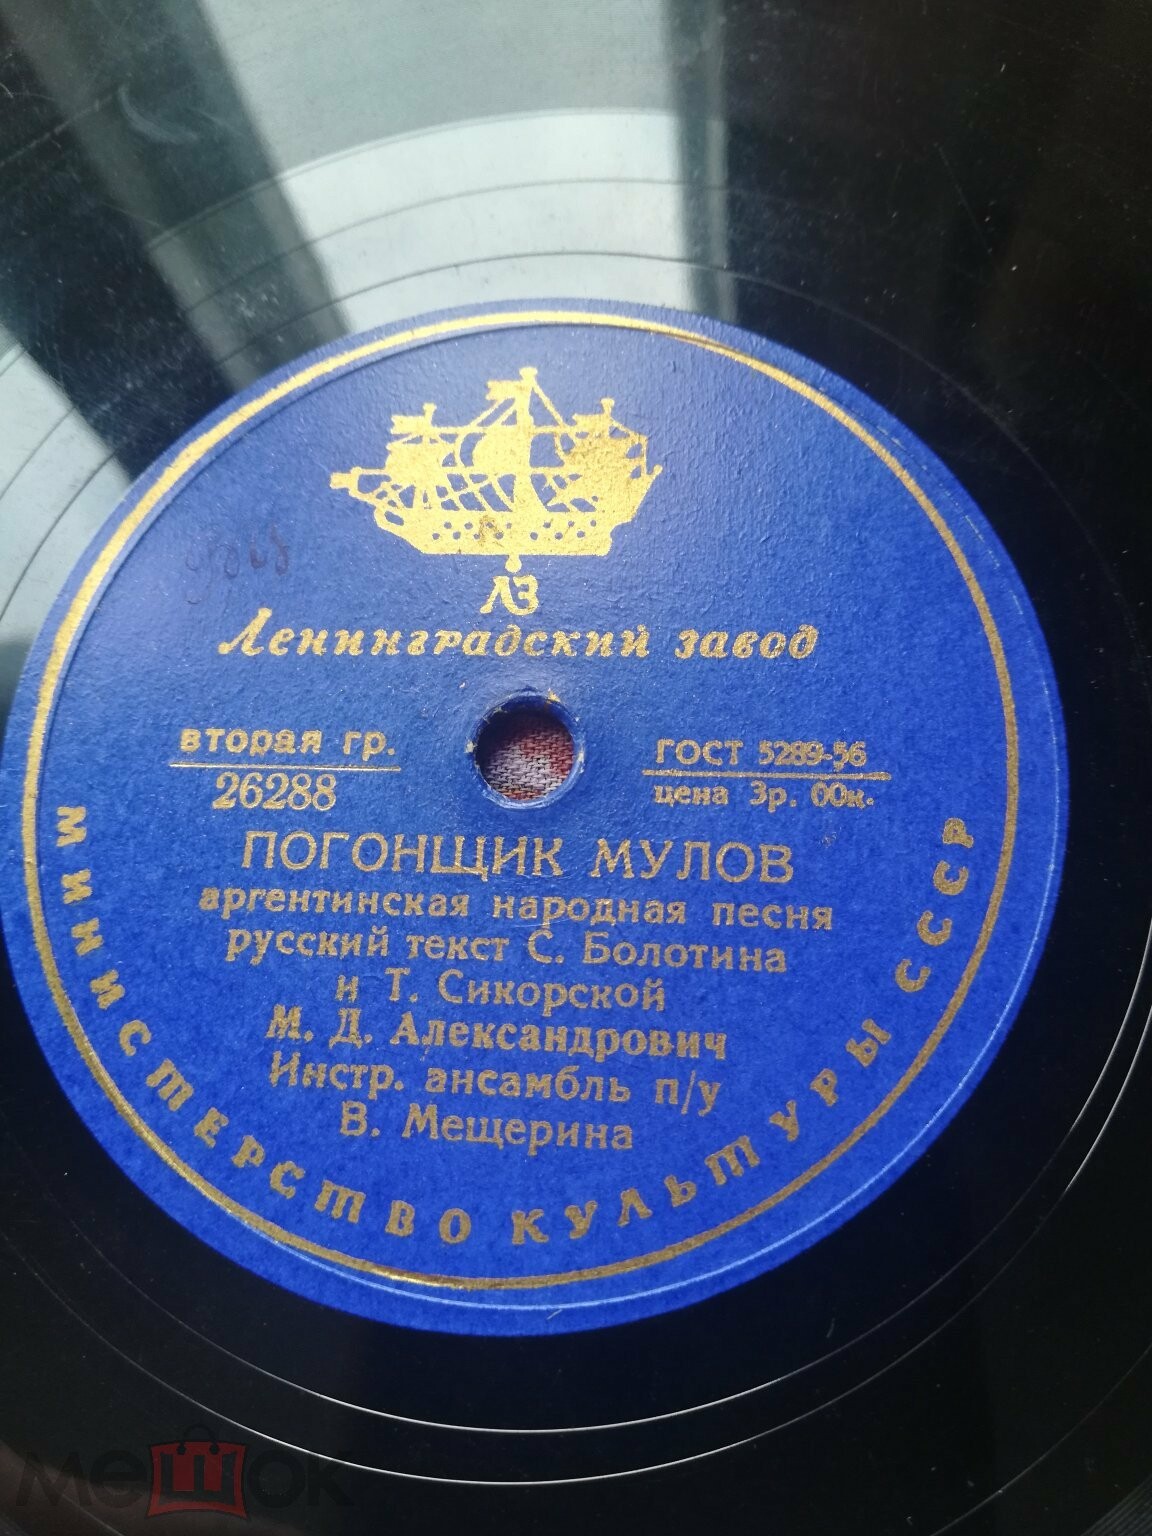 ЛЗ
Ленинградский завод
вторая гр.
26288
ГОСТ 5289-56
цена 3р. 00к.
ПОГОНЩИК МУЛОВ
аргентинская народная песня
русский текст С. Болотина
и Т. Сикорской
М. Д. Александрович
Инстр. ансамбль п/у
В. Мещерина
МИНИСТЕРСТВО КУЛЬТУРЫ СССР
мешок